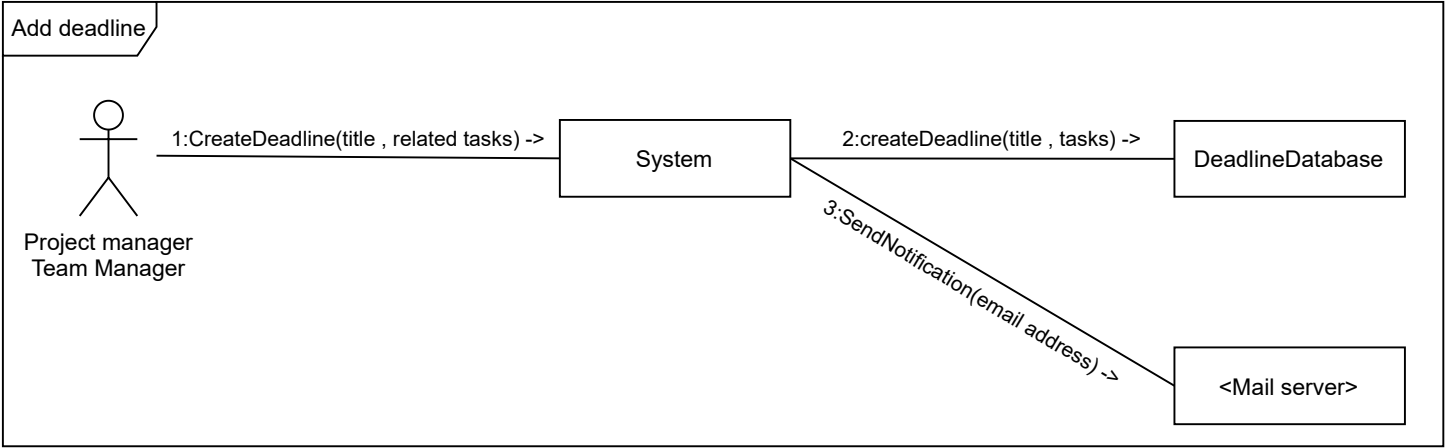 Add deadline
1:CreateDeadline(title , related tasks) ->
System
2:createDeadline(title , tasks) ->
DeadlineDatabase
3:SendNotification(email address) ->
Project manager
Team Manager
<Mail server>